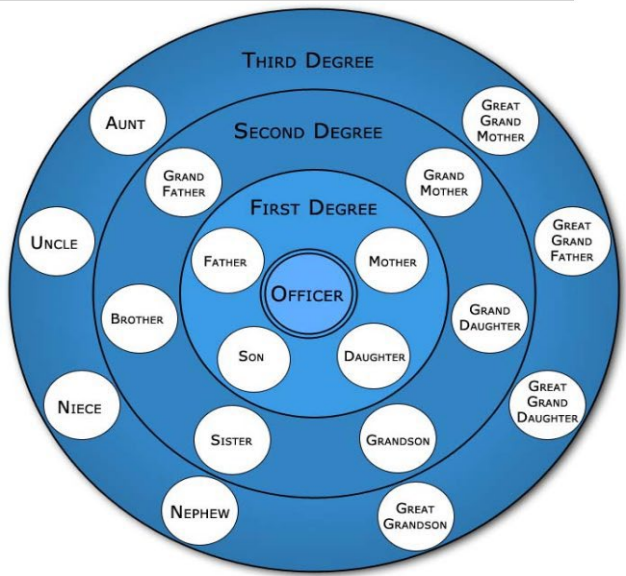 THIRD DEGREE
AUNT
GREAT
GRAND
MOTHER
SECOND DEGREE
GRAND
FATHER
GRAND
MOTHER
FIRST DEGREE
UNCLE
GREAT
GRAND
FATHER
FATHER
MOTHER
OFFICER
BROTHER
GRAND
DAUGHTER
SON
DAUGHTER
NIECE
GREAT
GRAND
DAUGHTER
SISTER
GRANDSON
NEPHEW
GREAT
GRANDSON